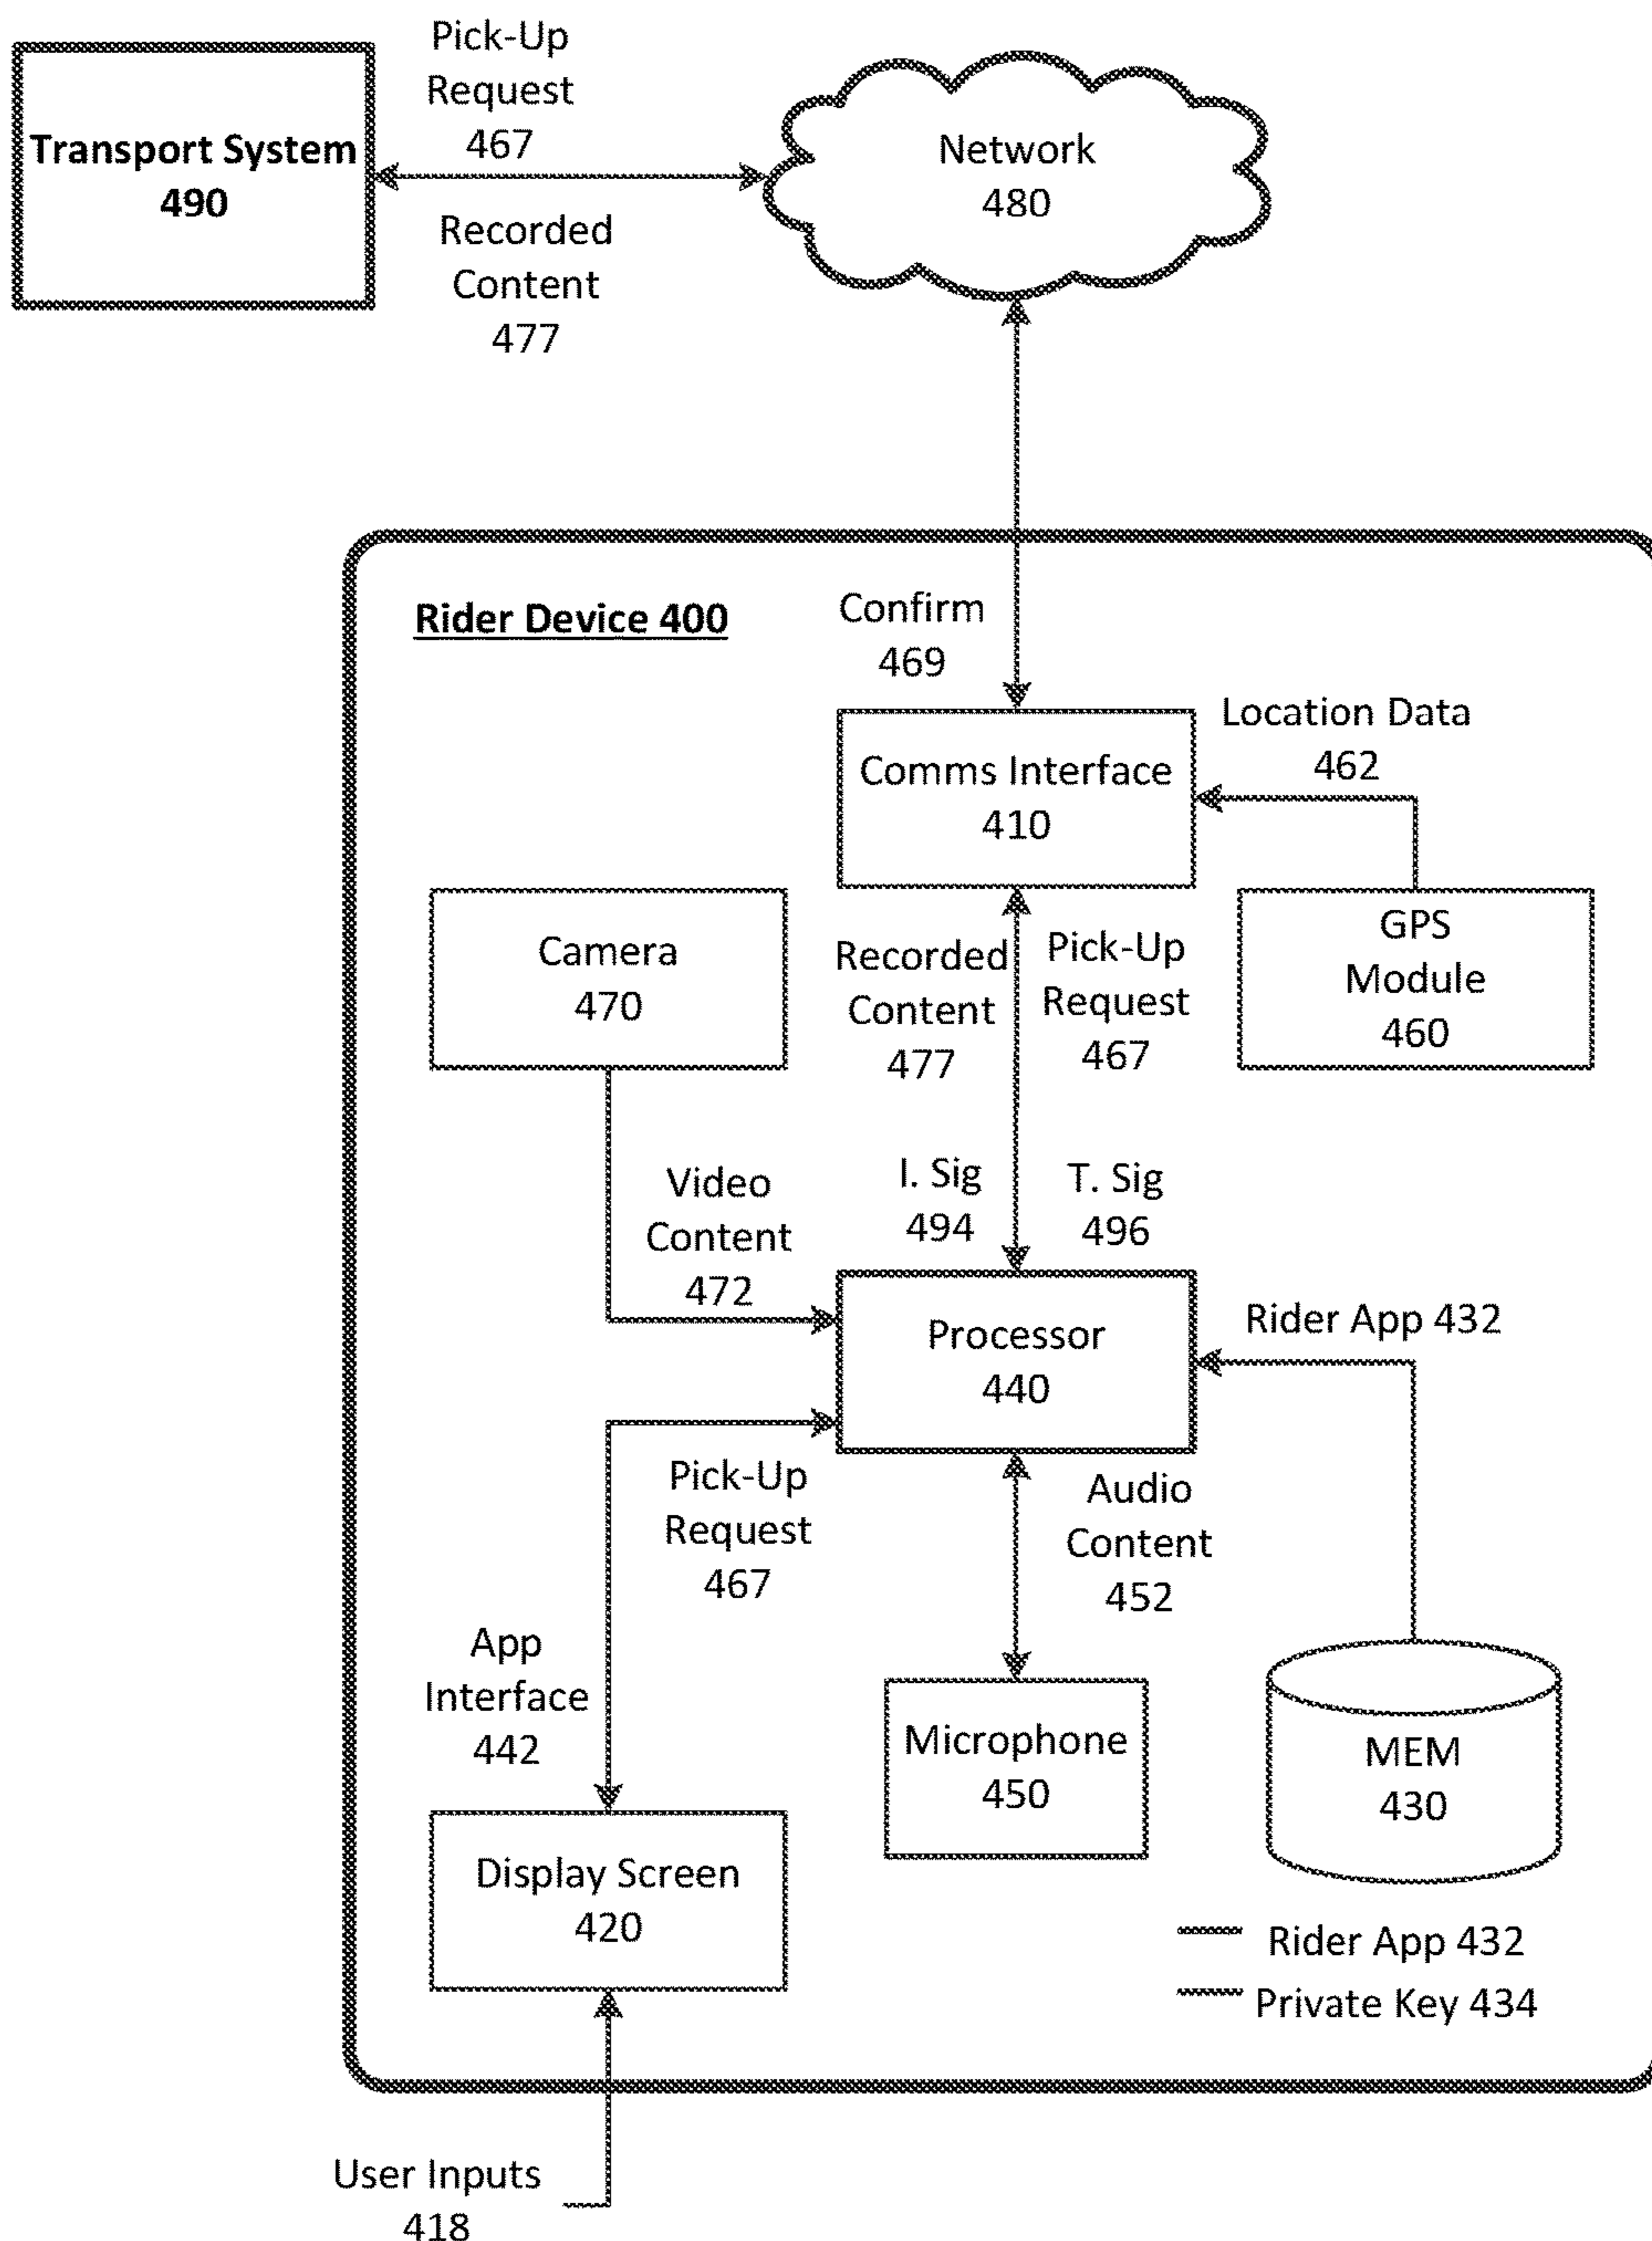 Pick-Up
Request
467
Transport System
490
Recorded
Content
477
Network
480
Rider Device 400
Confirm
469
Location Data
462
Comms Interface
410
GPS
Module
460
Camera
470
Recorded
Content
477
Pick-Up
Request
467
Video
Content
472
I. Sig
494
T. Sig
496
Processor
440
Rider App 432
Pick-Up
Request
467
Audio
Content
452
App
Interface
442
Microphone
450
MEM
430
Display Screen
420
Rider App 432
Private Key 434
User Inputs
418